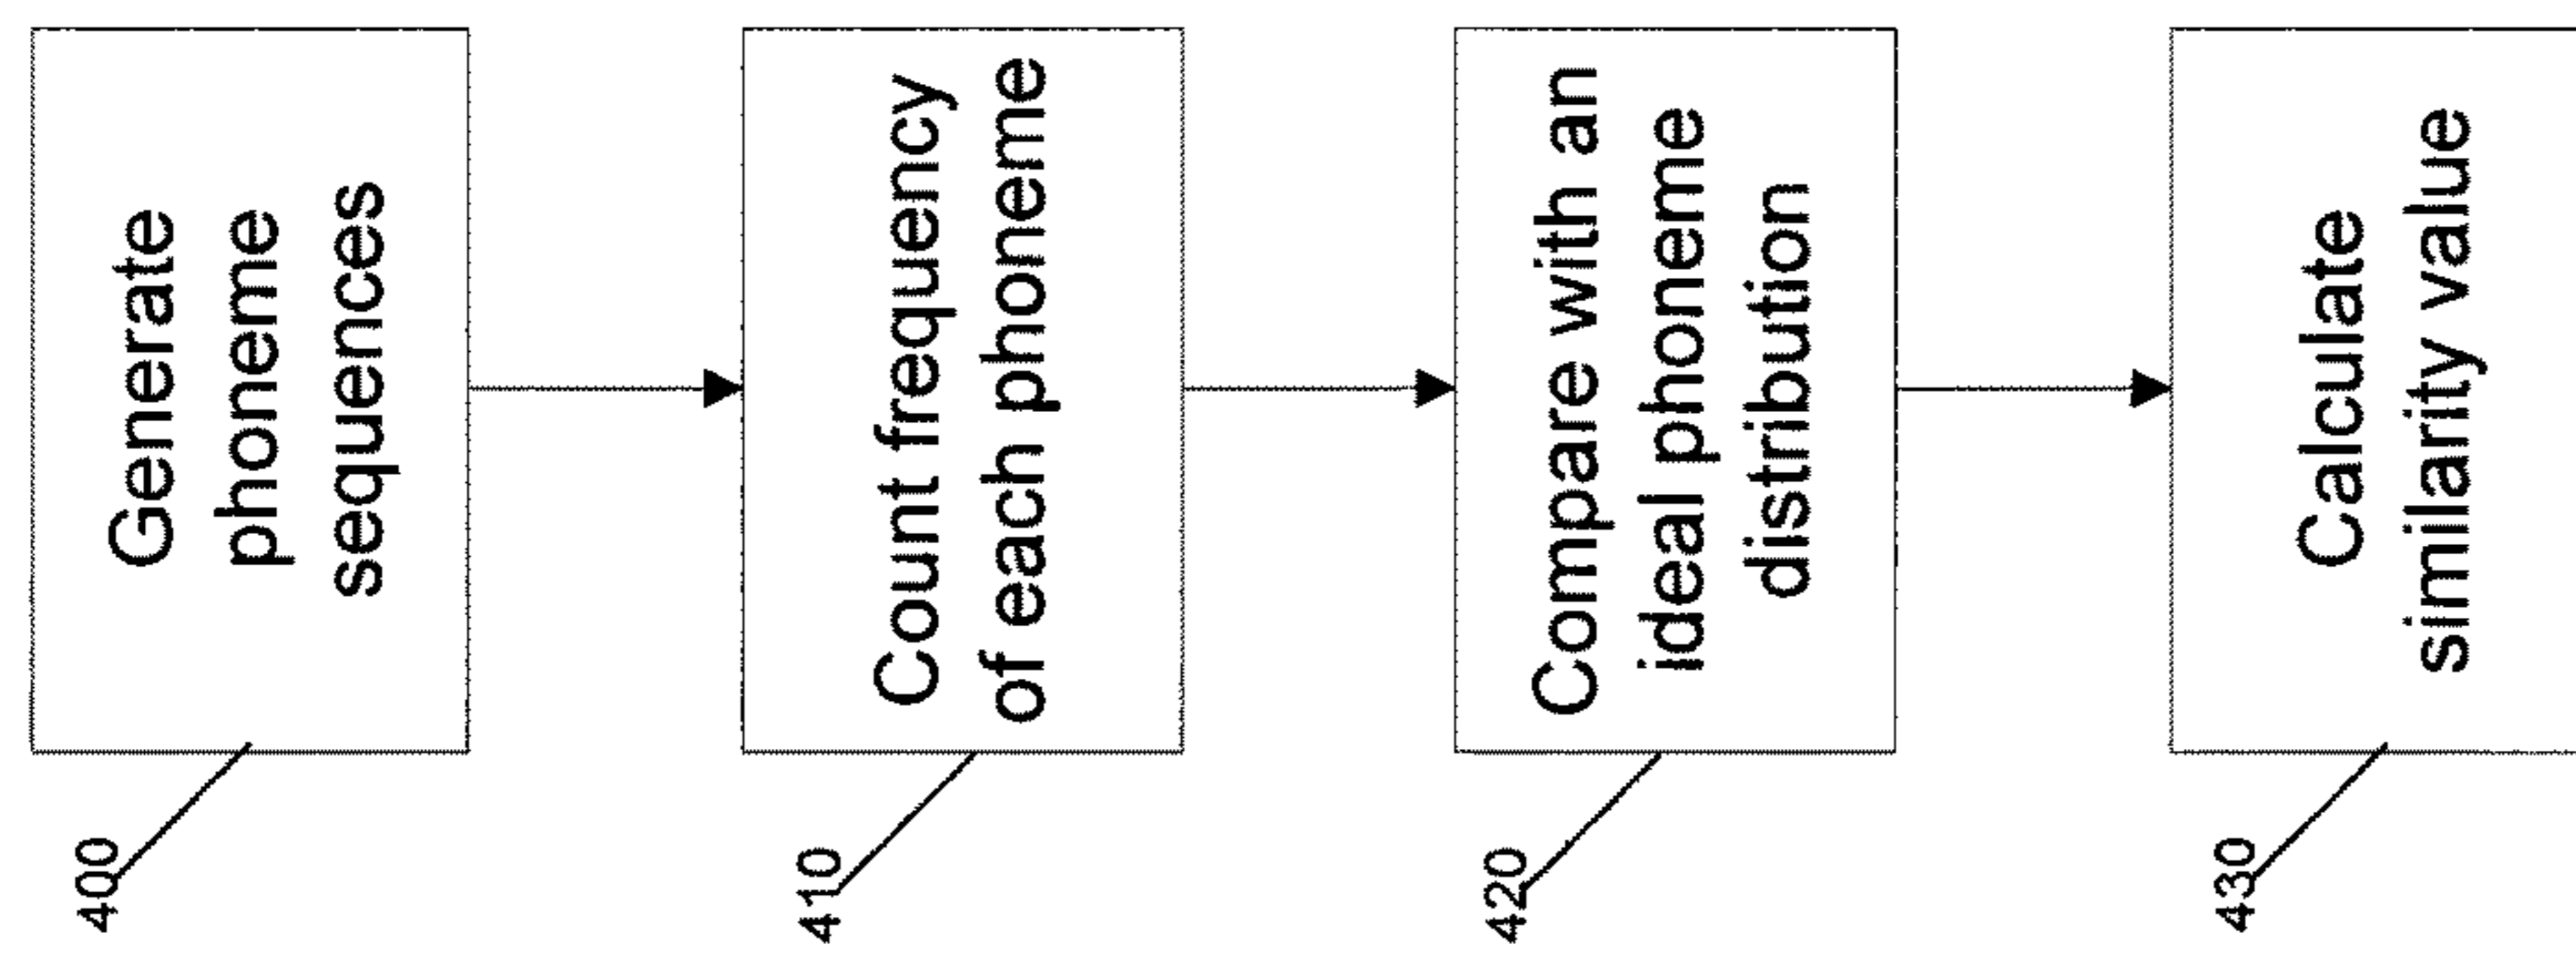 400
Generate
phoneme
sequences
410
Count frequency
of each phoneme
420
Compare with an
ideal phoneme
distribution
430
Calculate
similarity value